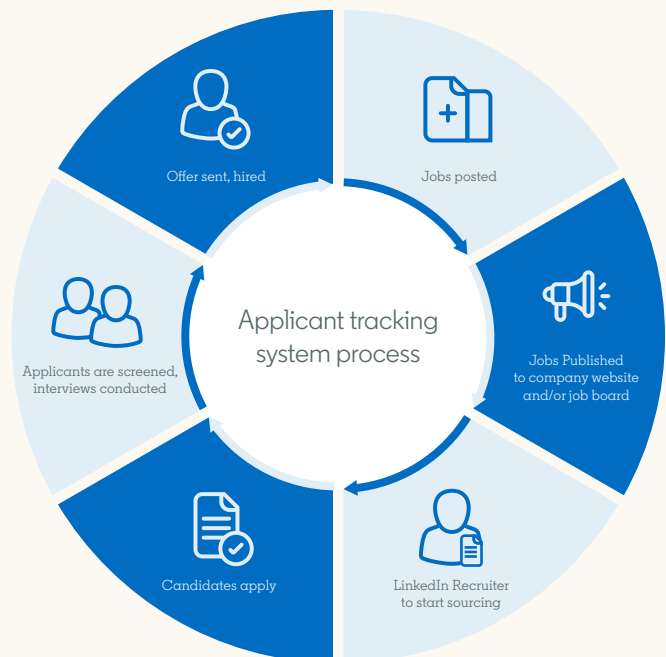 Applicant tracking
system process
Jobs posted
Jobs Published
to company website
and/or job board
LinkedIn Recruiter
to start sourcing
Candidates apply
Applicants are screened,
interviews conducted
Offer sent, hired